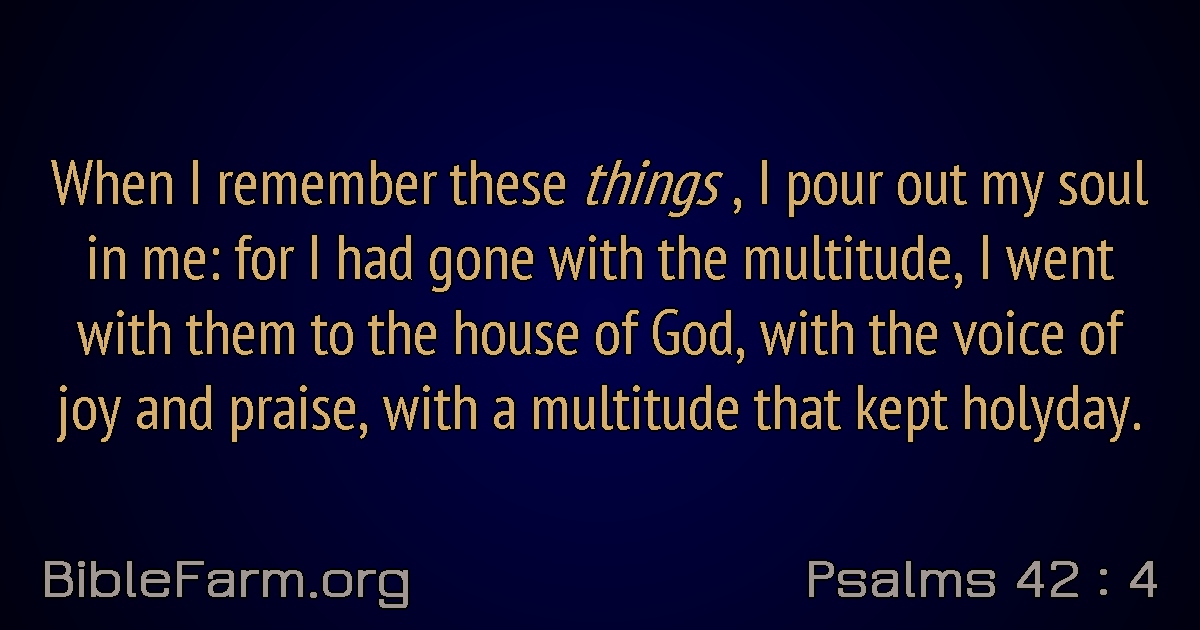 When I remember these things , I pour out my soul
in me: for I had gone with the multitude, I went
with them to the house of God, with the voice of
joy and praise, with a multitude that kept holyday.
BibleFarm.org
Psalms 42 : 4